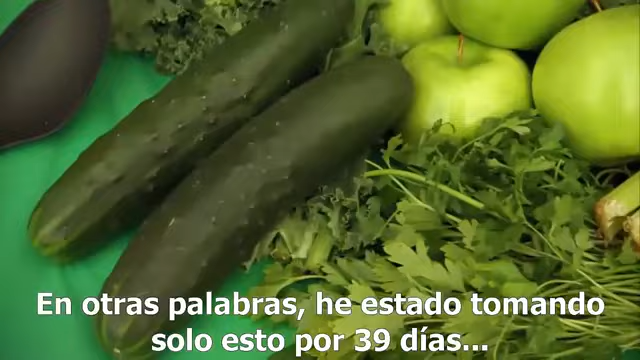 En otras palabras, he estado tomando
solo esto por 39 días...